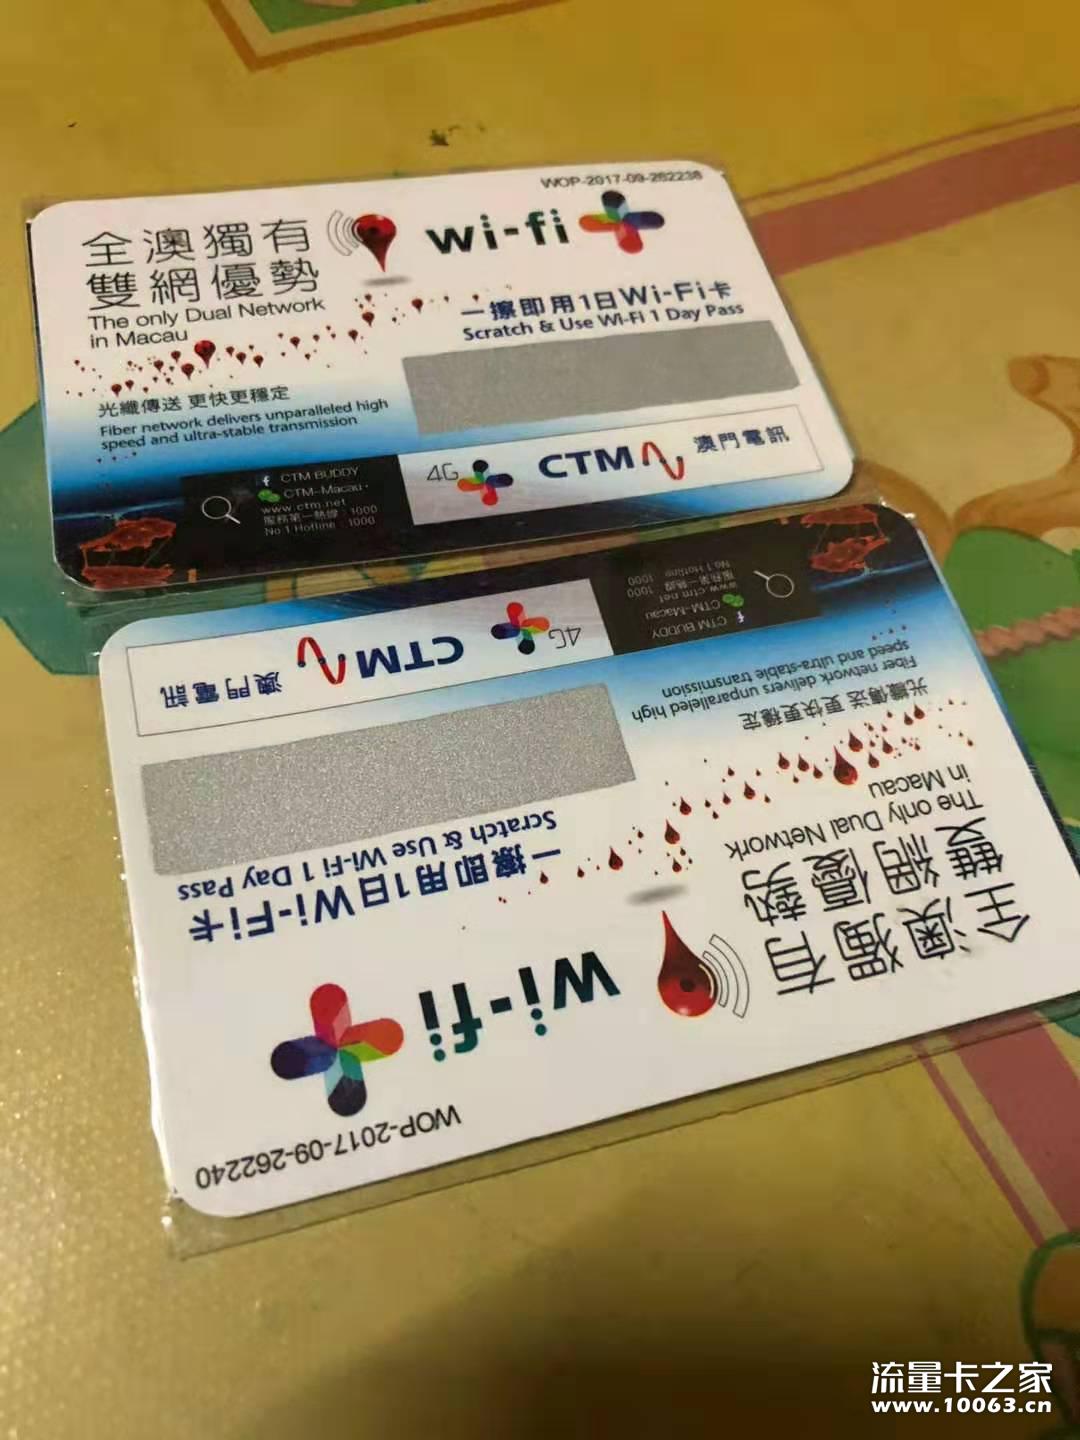 WOP-2017-09-262238
全澳獨有
雙網優勢
The only Dual Network
in Macau
wi-fi
一擦即用1日Wi-Fi卡
Scratch & Use Wi-Fi 1 Day Pass
光纖傳送 更快更穩定
Fiber network delivers unparalleled high
speed and ultra-stable transmission
CTM BUDDY
CTM-Macau
www.ctm.net
服務第一熱線 : 1000
No 1 Hotline : 1000
4G CTM 澳門電訊
WOP-2017-09-262240
全澳獨有
雙網優勢
The only Dual Network
in Macau
wi-fi
一擦即用1日Wi-Fi卡
Scratch & Use Wi-Fi 1 Day Pass
光纖傳送 更快更穩定
Fiber network delivers unparalleled high
speed and ultra-stable transmission
CTM BUDDY
CTM-Macau
www.ctm.net
服務第一熱線 1000
No 1 Hotline 1000
4G CTM 澳門電訊
流量卡之家
www.10063.cn